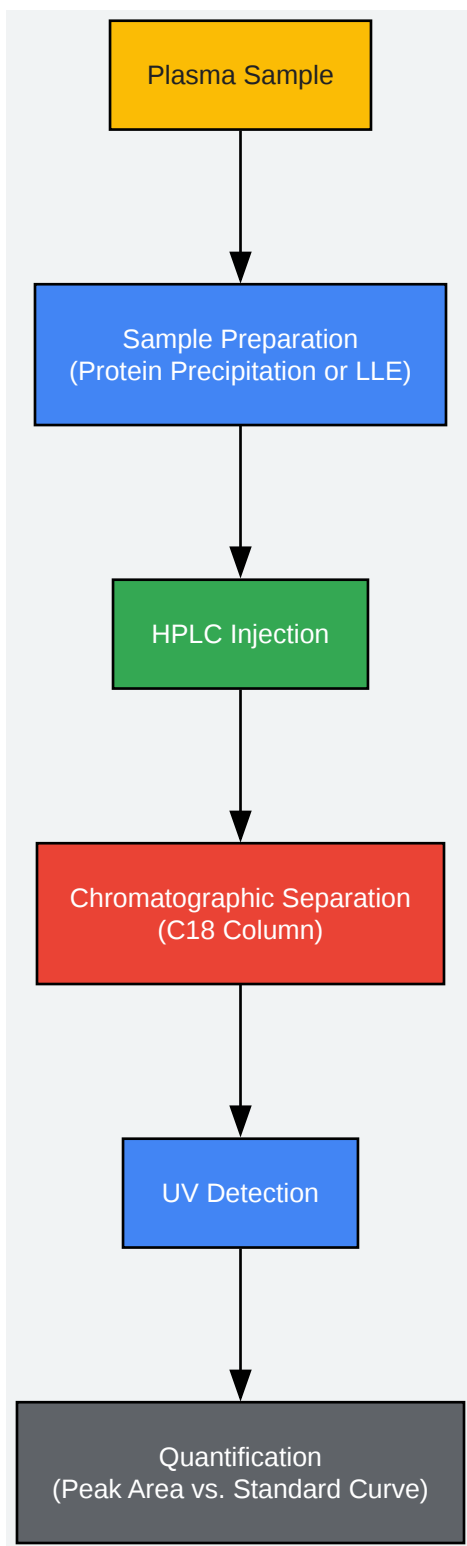 Plasma Sample
Sample Preparation
(Protein Precipitation or LLE)
HPLC Injection
Chromatographic Separation
(C18 Column)
UV Detection
Quantification
(Peak Area vs. Standard Curve)